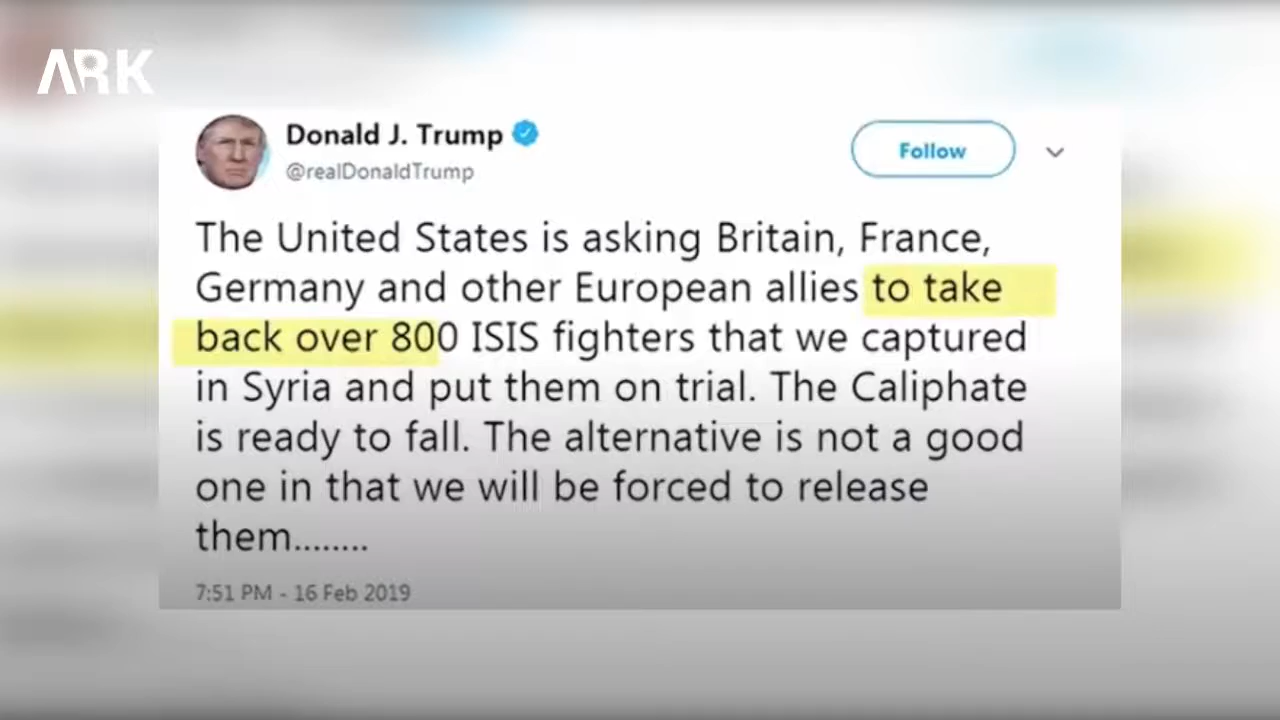 ARK
Donald J. Trump
@realDonaldTrump
Follow
The United States is asking Britain, France,
Germany and other European allies to take
back over 800 ISIS fighters that we captured
in Syria and put them on trial. The Caliphate
is ready to fall. The alternative is not a good
one in that we will be forced to release
them........
7:51 PM - 16 Feb 2019